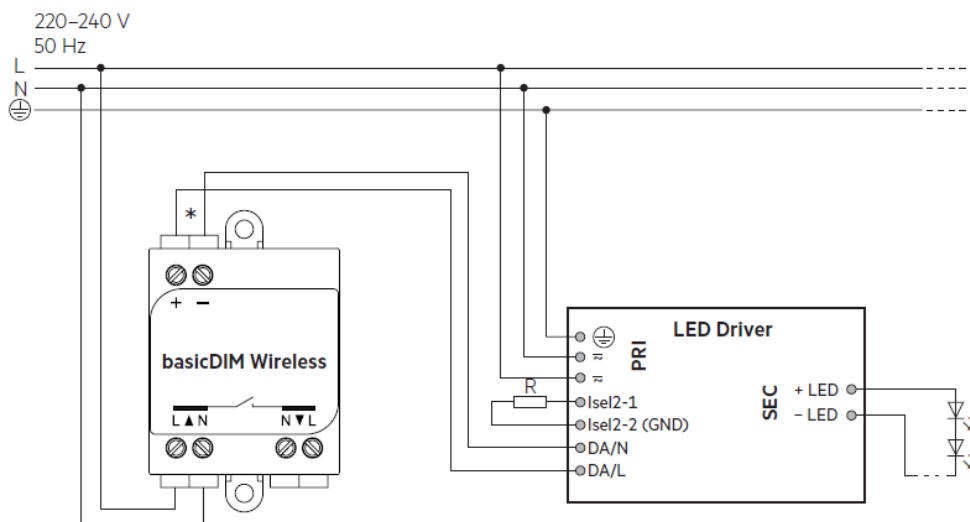 220–240 V
50 Hz
L
N
*
+ −
basicDIM Wireless
L▲N N▼L
LED Driver
PRI
≂
≂
R
Isel2-1
Isel2-2 (GND)
DA/N
DA/L
SEC
+ LED
− LED